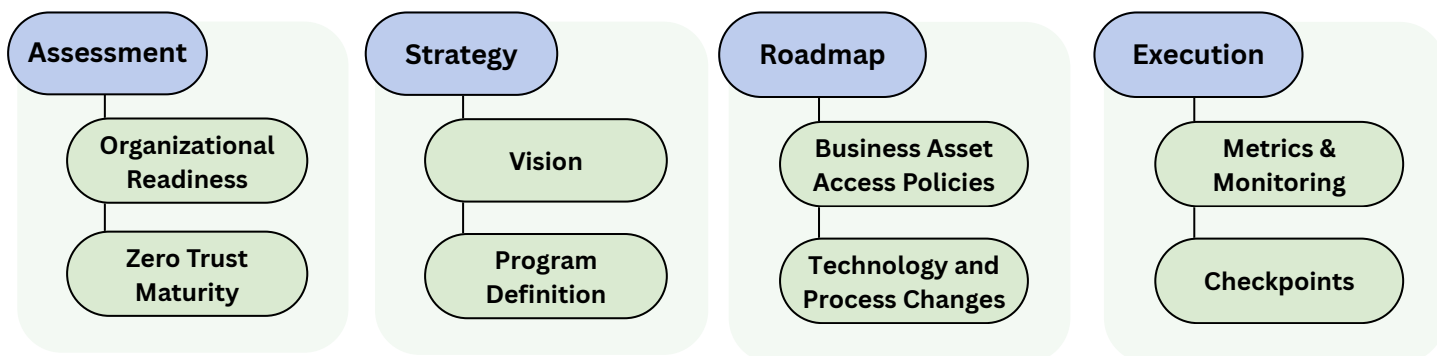 Assessment
Organizational
Readiness
Zero Trust
Maturity
Strategy
Vision
Program
Definition
Roadmap
Business Asset
Access Policies
Technology and
Process Changes
Execution
Metrics &
Monitoring
Checkpoints